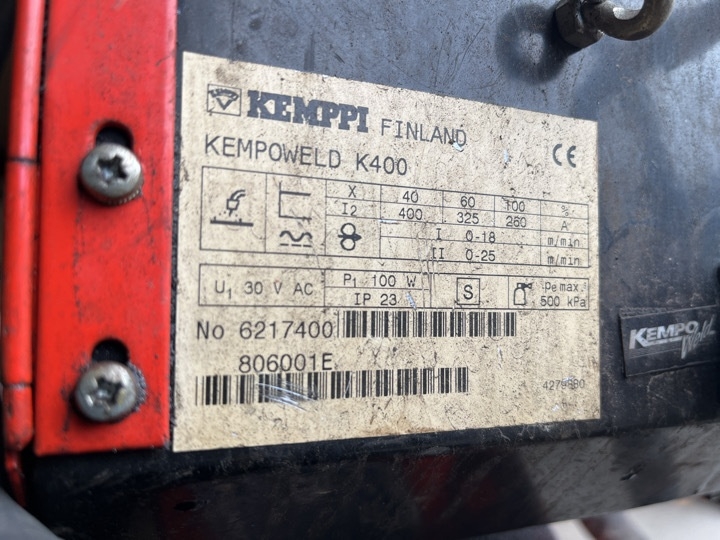 KEMPPI FINLAND
KEMPOWELD K400
CE
X 40 60 100 %
I2 400 325 260 A
I 0-18 m/min
II 0-25 m/min
U1 30 V AC
P1 100 W
IP 23
S
Pe max.
500 kPa
No 6217400
806001E
4279880
KEMPO Weld